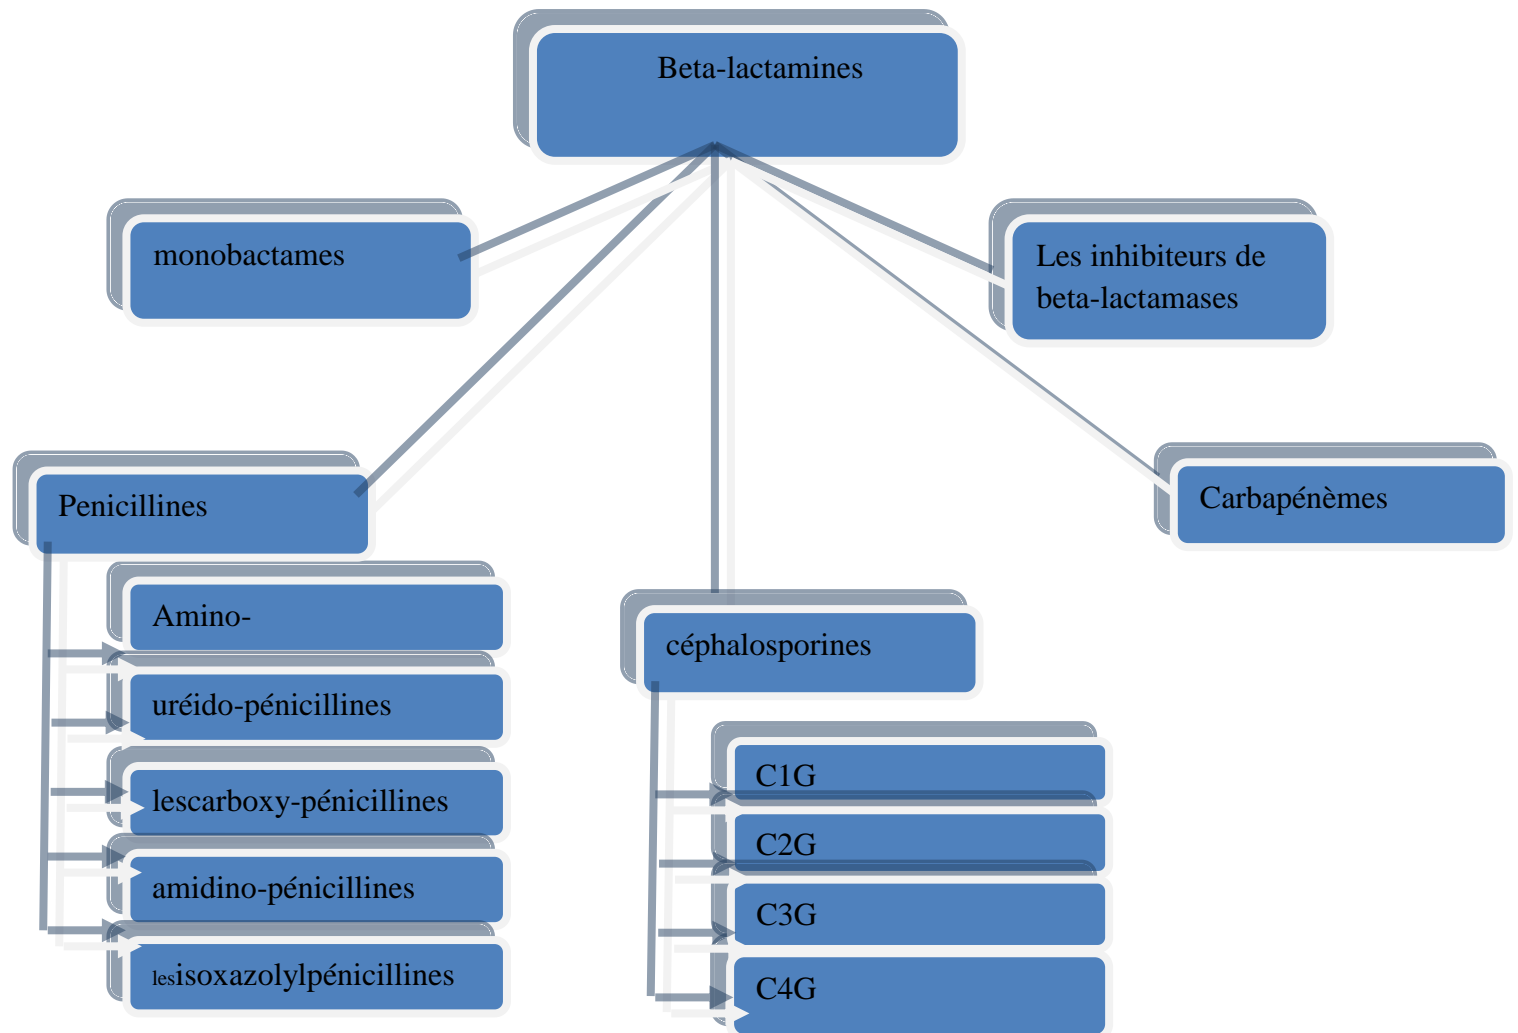 Beta-lactamines
monobactames
Les inhibiteurs de
beta-lactamases
Penicillines
Carbapénèmes
Amino-
uréido-pénicillines
lescarboxy-pénicillines
amidino-pénicillines
lesisoxazolylpénicillines
céphalosporines
C1G
C2G
C3G
C4G